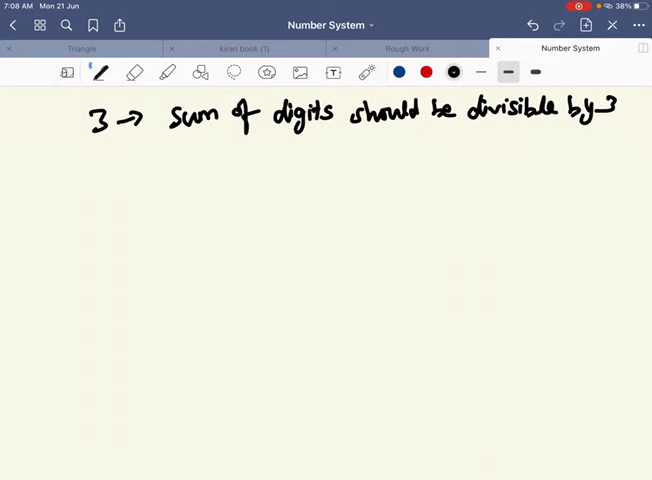 7:08 AM Mon 21 Jun
38%
Number System
Triangle
kiran book (1)
Rough Work
Number System
T
3 → sum of digits should be divisible by 3